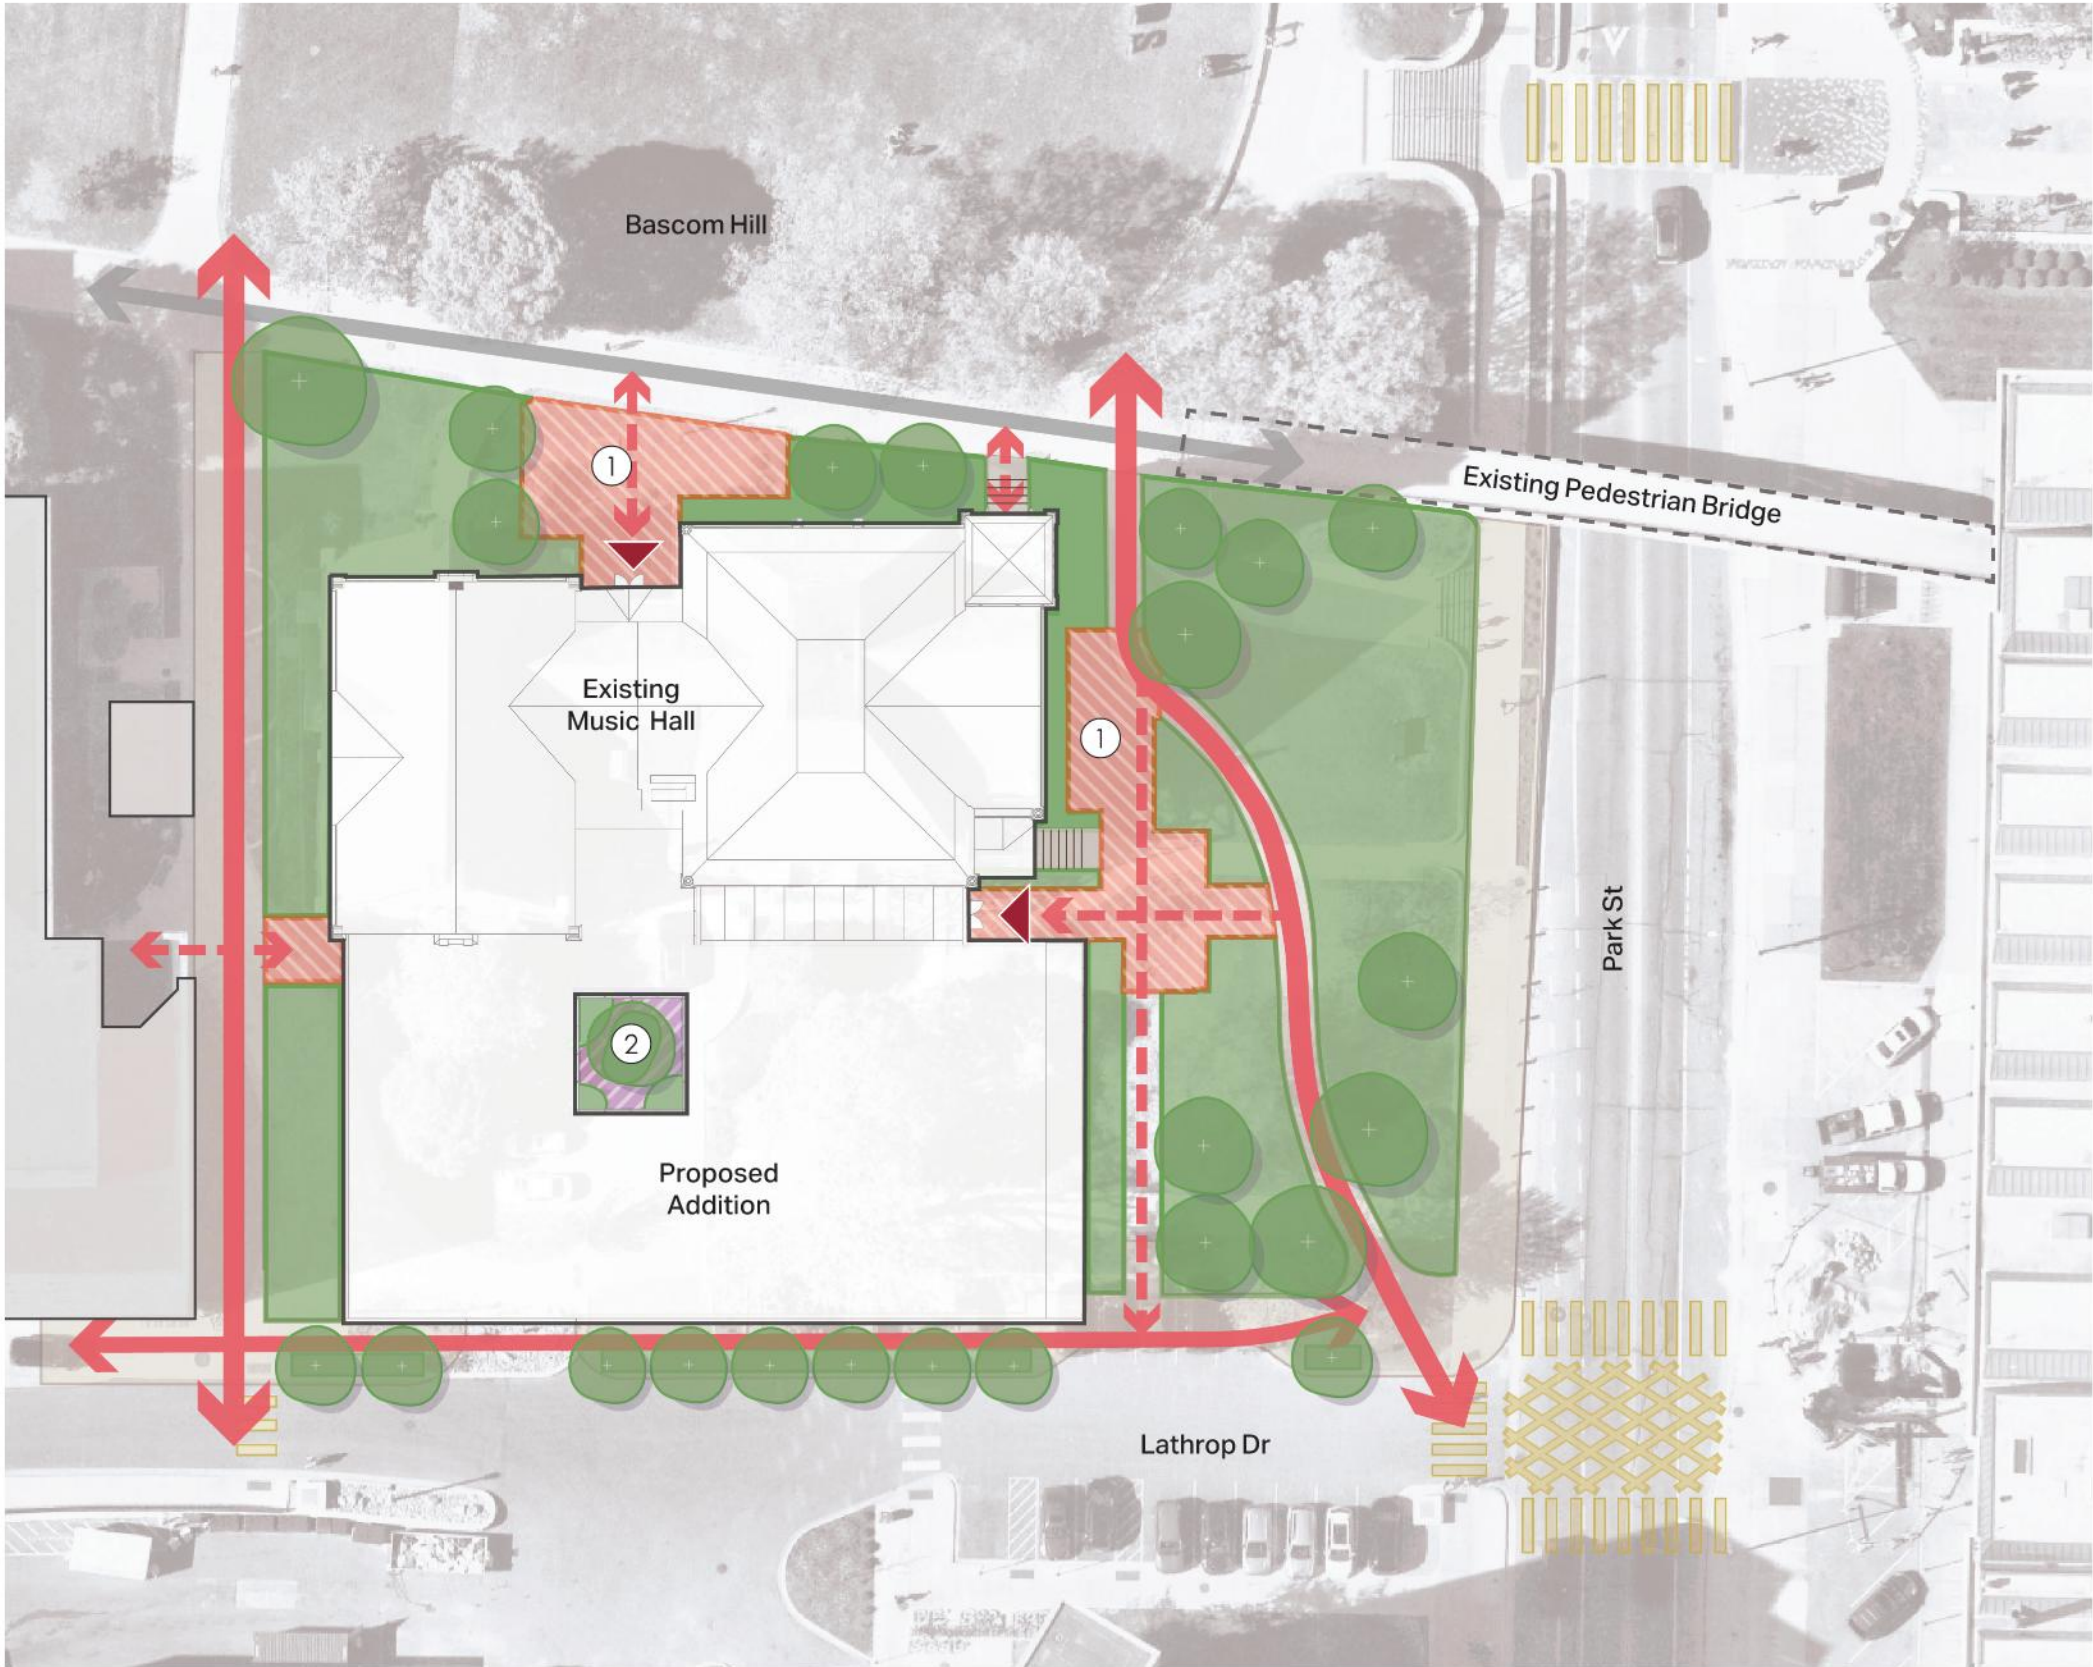 Bascom Hill
1
Existing Pedestrian Bridge
Existing
Music Hall
1
Park St
2
Proposed
Addition
Lathrop Dr